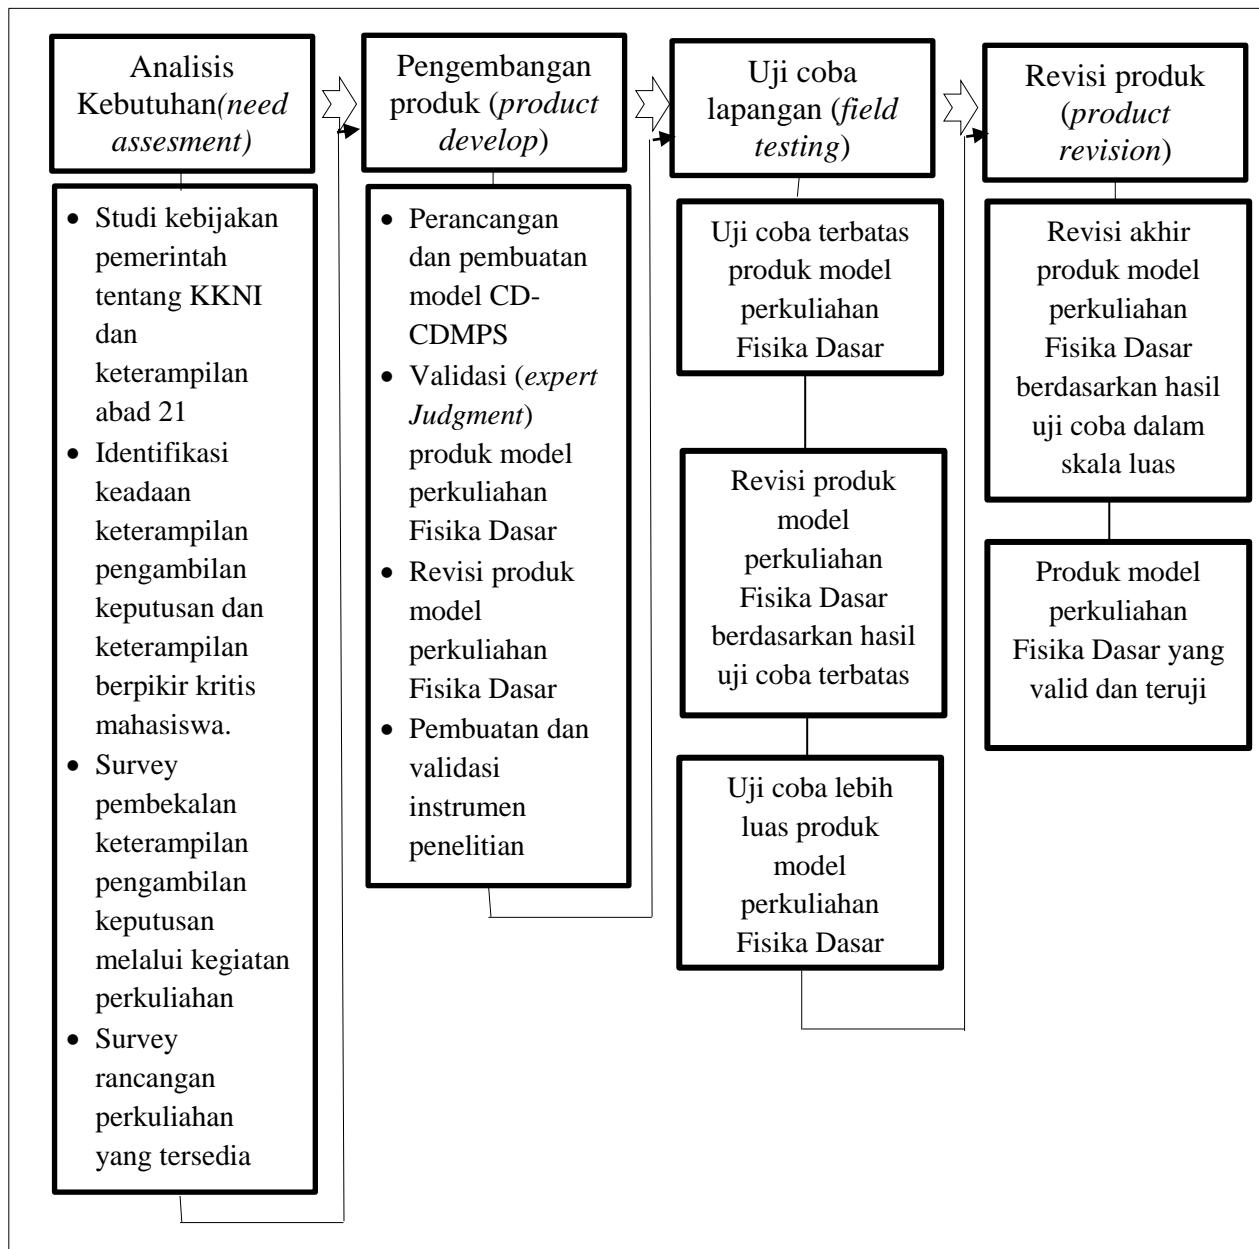 Analisis
Kebutuhan(need
assesment)
• Studi kebijakan
pemerintah
tentang KKNI
dan
keterampilan
abad 21
• Identifikasi
keadaan
keterampilan
pengambilan
keputusan dan
keterampilan
berpikir kritis
mahasiswa.
• Survey
pembekalan
keterampilan
pengambilan
keputusan
melalui kegiatan
perkuliahan
• Survey
rancangan
perkuliahan
yang tersedia
Pengembangan
produk (product
develop)
• Perancangan
dan pembuatan
model CD-
CDMPS
• Validasi (expert
Judgment)
produk model
perkuliahan
Fisika Dasar
• Revisi produk
model
perkuliahan
Fisika Dasar
• Pembuatan dan
validasi
instrumen
penelitian
Uji coba
lapangan (field
testing)
Uji coba terbatas
produk model
perkuliahan
Fisika Dasar
Revisi produk
model
perkuliahan
Fisika Dasar
berdasarkan hasil
uji coba terbatas
Uji coba lebih
luas produk
model
perkuliahan
Fisika Dasar
Revisi produk
(product
revision)
Revisi akhir
produk model
perkuliahan
Fisika Dasar
berdasarkan hasil
uji coba dalam
skala luas
Produk model
perkuliahan
Fisika Dasar yang
valid dan teruji